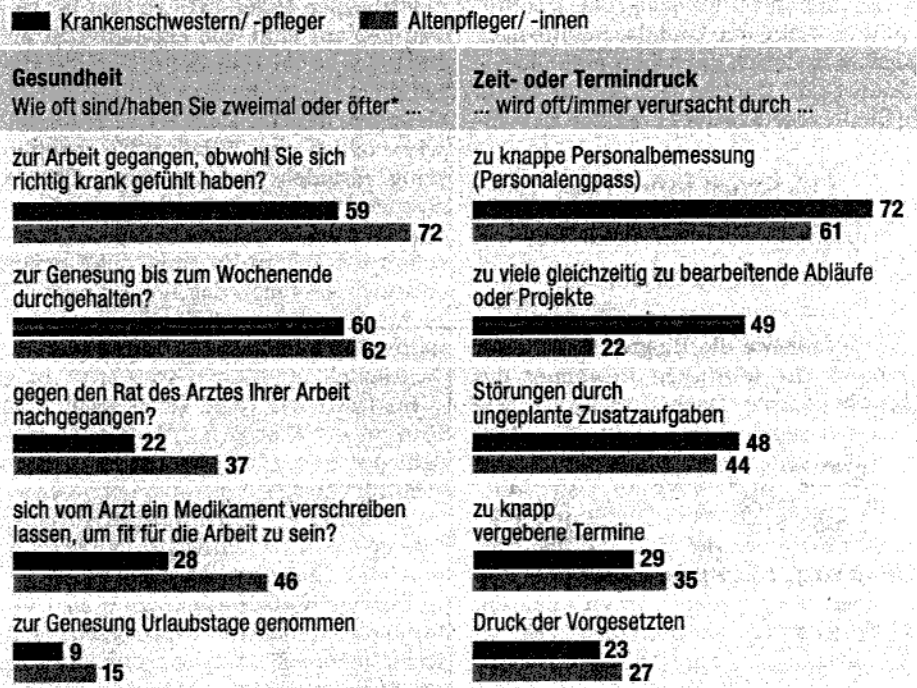 Krankenschwestern/ -pfleger Altenpfleger/ -innen
Gesundheit
Wie oft sind/haben Sie zweimal oder öfter* ...
zur Arbeit gegangen, obwohl Sie sich
richtig krank gefühlt haben?
59
72
zur Genesung bis zum Wochenende
durchgehalten?
60
62
gegen den Rat des Arztes Ihrer Arbeit
nachgegangen?
22
37
sich vom Arzt ein Medikament verschreiben
lassen, um fit für die Arbeit zu sein?
28
46
zur Genesung Urlaubstage genommen
9
15
Zeit- oder Termindruck
... wird oft/immer verursacht durch ...
zu knappe Personalbemessung
(Personalengpass)
72
61
zu viele gleichzeitig zu bearbeitende Abläufe
oder Projekte
49
22
Störungen durch
ungeplante Zusatzaufgaben
48
44
zu knapp
vergebene Termine
29
35
Druck der Vorgesetzten
23
27